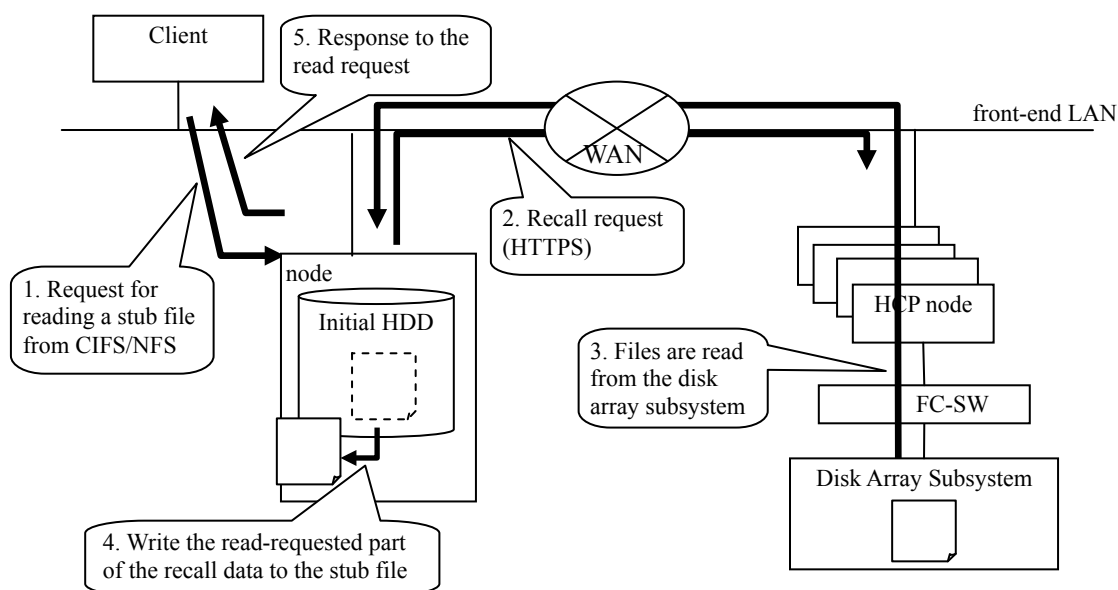 Client
5. Response to the
read request
front-end LAN
WAN
2. Recall request
(HTTPS)
node
1. Request for
reading a stub file
from CIFS/NFS
Initial HDD
HCP node
3. Files are read
from the disk
array subsystem
FC-SW
Disk Array Subsystem
4. Write the read-requested part
of the recall data to the stub file